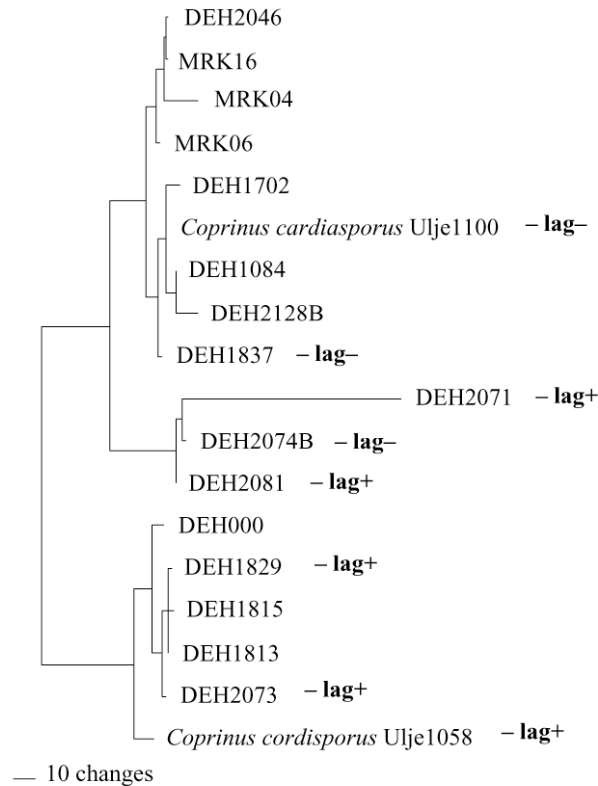 DEH2046
MRK16
MRK04
MRK06
DEH1702
Coprinus cardiasporus Ulje1100 – lag–
DEH1084
DEH2128B
DEH1837 – lag–
DEH2071 – lag+
DEH2074B – lag–
DEH2081 – lag+
DEH000
DEH1829 – lag+
DEH1815
DEH1813
DEH2073 – lag+
Coprinus cordisporus Ulje1058 – lag+
10 changes